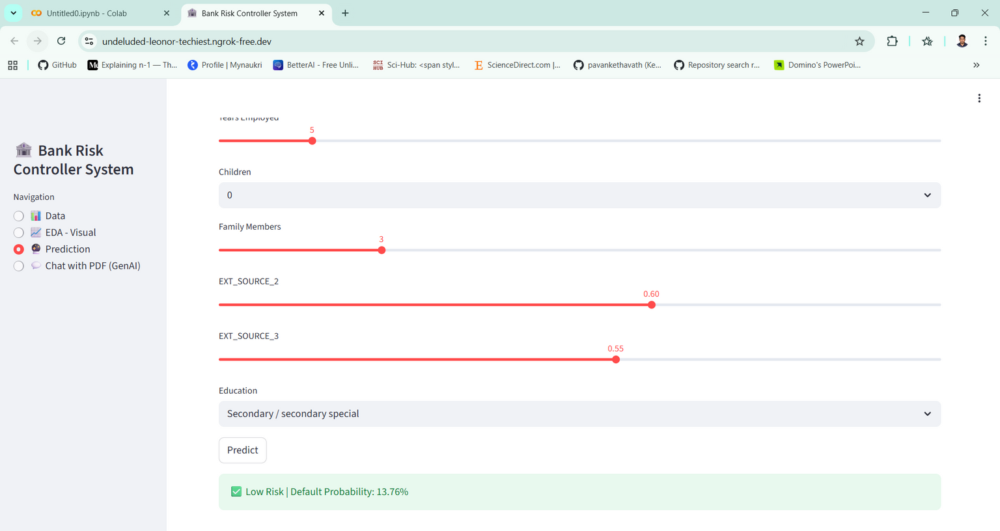 Untitled0.ipynb - Colab
Bank Risk Controller System
undeluded-leonor-techiest.ngrok-free.dev
GitHub
Explaining n-1 — Th...
Profile | Mynaukri
BetterAI - Free Unli...
SCI HUB
Sci-Hub: <span styl...
ScienceDirect.com |...
pavankethavath (Ke...
Repository search r...
Domino's PowerPoi...
Bank Risk
Controller System
Navigation
Data
EDA - Visual
Prediction
Chat with PDF (GenAI)
Years Employed
5
Children
0
Family Members
3
EXT_SOURCE_2
0.60
EXT_SOURCE_3
0.55
Education
Secondary / secondary special
Predict
Low Risk | Default Probability: 13.76%